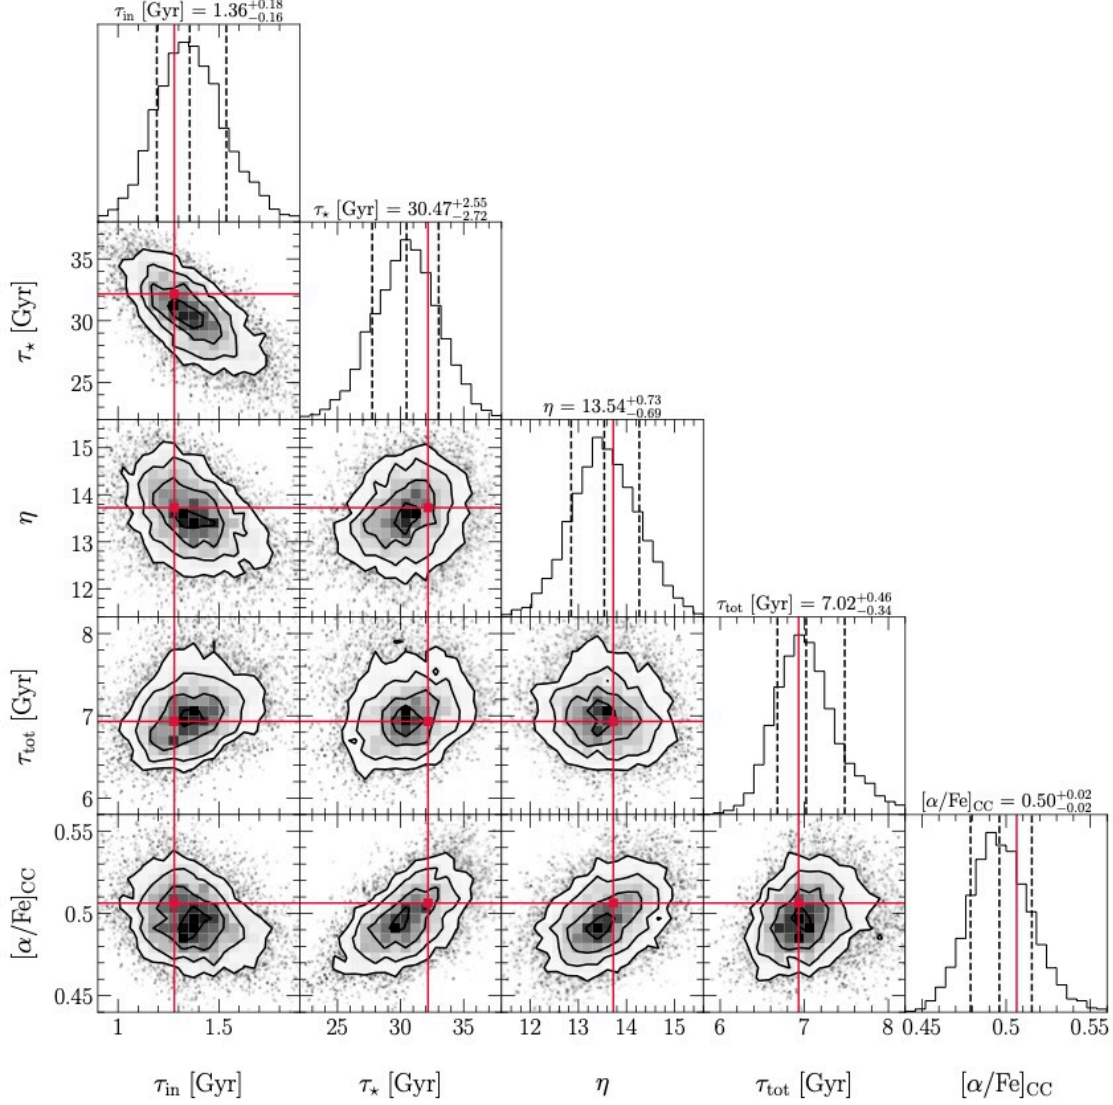 τ_in [Gyr] = 1.36^{+0.18}_{-0.16}
τ_⋆ [Gyr] = 30.47^{+2.55}_{-2.72}
35
30
25
τ_⋆ [Gyr]
η = 13.54^{+0.73}_{-0.69}
15
14
13
12
η
τ_tot [Gyr] = 7.02^{+0.46}_{-0.34}
8
7
6
τ_tot [Gyr]
[α/Fe]_CC = 0.50^{+0.02}_{-0.02}
0.55
0.5
0.45
[α/Fe]_CC
1 1.5 25 30 35 12 13 14 15 6 7 8 0.45 0.5 0.55
τ_in [Gyr] τ_⋆ [Gyr] η τ_tot [Gyr] [α/Fe]_CC